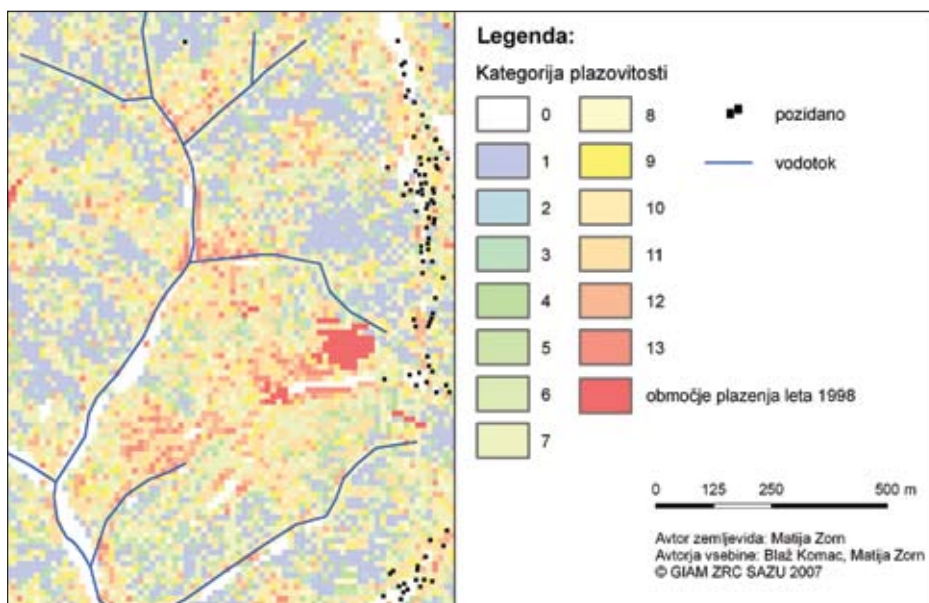 Legenda:
Kategorija plazovitosti
0
1
2
3
4
5
6
7
8
9
10
11
12
13
območje plazenja leta 1998
pozidano
vodotok
0 125 250 500 m
Avtor zemljevida: Matija Zorn
Avtorja vsebine: Blaž Komac, Matija Zorn
© GIAM ZRC SAZU 2007